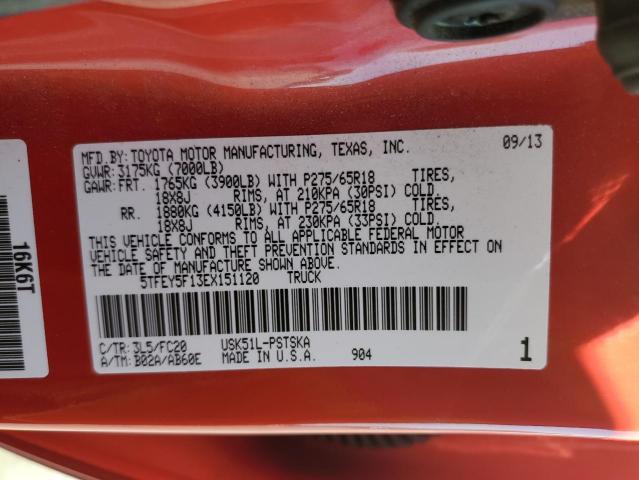 MFD.BY: TOYOTA MOTOR MANUFACTURING, TEXAS, INC. 09/13
GVWR: 3175KG (7000LB)
GAWR: FRT. 1765KG (3900LB) WITH P275/65R18 TIRES,
18X8J RIMS, AT 210KPA (30PSI) COLD.
RR. 1880KG (4150LB) WITH P275/65R18 TIRES,
18X8J RIMS, AT 230KPA (33PSI) COLD.
THIS VEHICLE CONFORMS TO ALL APPLICABLE FEDERAL MOTOR
VEHICLE SAFETY AND THEFT PREVENTION STANDARDS IN EFFECT ON
THE DATE OF MANUFACTURE SHOWN ABOVE.
5TFEY5F13EX151120 TRUCK
C/TR: 3L5/FC20 USK51L-PSTSKA
A/TM: B02A/AB60E MADE IN U.S.A. 904 1
16K6T